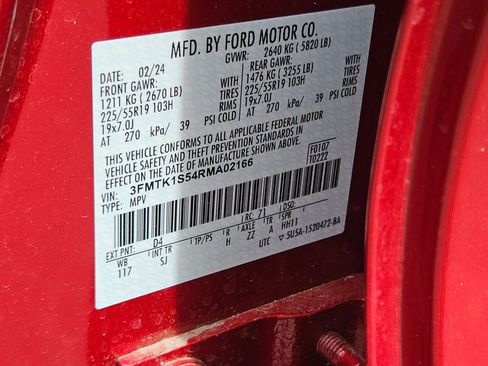 MFD. BY FORD MOTOR CO.
DATE: 02/24 GVWR: 2640 KG ( 5820 LB)
FRONT GAWR: REAR GAWR:
1211 KG ( 2670 LB) WITH 1476 KG ( 3255 LB) WITH
225/55R19 103H TIRES 225/55R19 103H TIRES
19x7.0J RIMS 19x7.0J RIMS
AT 270 kPa/ 39 PSI COLD AT 270 kPa/ 39 PSI COLD
THIS VEHICLE CONFORMS TO ALL APPLICABLE FEDERAL MOTOR
VEHICLE SAFETY AND THEFT PREVENTION STANDARDS IN
EFFECT ON THE DATE OF MANUFACTURE SHOWN ABOVE.
VIN: 3FMTK1S54RMA02166 F0107
TYPE: MPV T0222
EXT PNT: D4 RC: 71 DSO:
WB INT TR TP/PS R AXLE TR SPR
117 SJ H ZZ A HH11
UTC 5U5A-1520472-BA